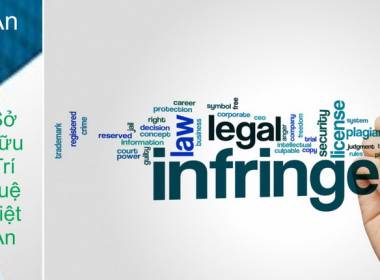 An
Sở
ữu
Trí
uệ
iệt
An
career
protection
symbol
free
corporate
ceo
trademark
registered
crime
jail
reserved
right
decision
concept
information
court
power
guilty
law
business
legal
anger
intellectual
culpable
company
trial
freedom
copy
security
license
system
plagiar
judgment
rules
infringe